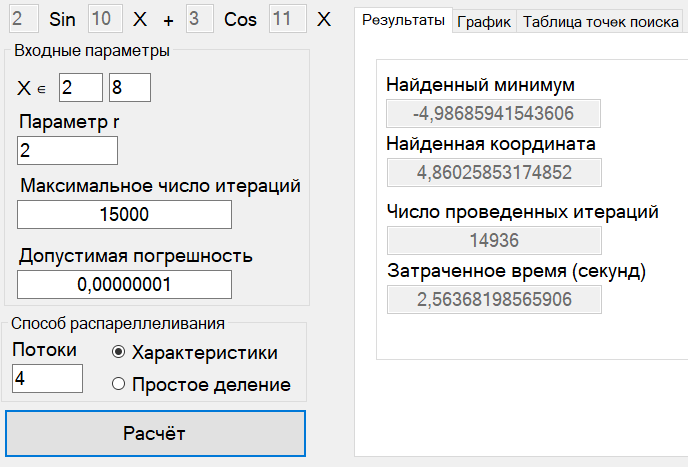 2 Sin 10 X + 3 Cos 11 X
Входные параметры
X ∈ 2 8
Параметр r
2
Максимальное число итераций
15000
Допустимая погрешность
0,00000001
Способ распареллеливания
Потоки
4
Характеристики
Простое деление
Расчёт
Результаты График Таблица точек поиска
Найденный минимум
-4,98685941543606
Найденная координата
4,86025853174852
Число проведенных итераций
14936
Затраченное время (секунд)
2,56368198565906